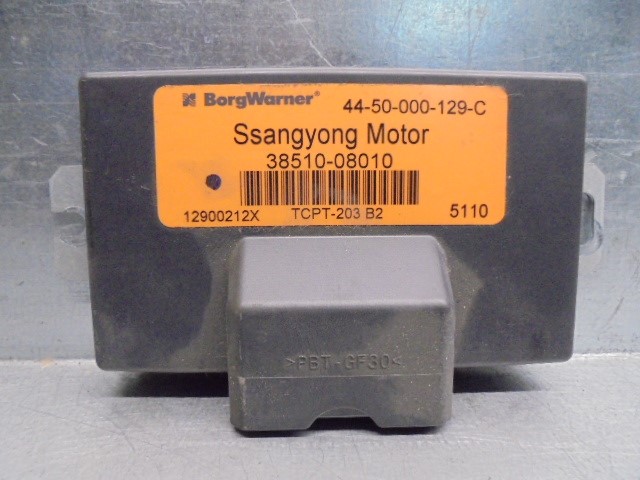 BorgWarner® 44-50-000-129-C
Ssangyong Motor
38510-08010
12900212X TCPT-203 B2 5110
>PBT-GF30<